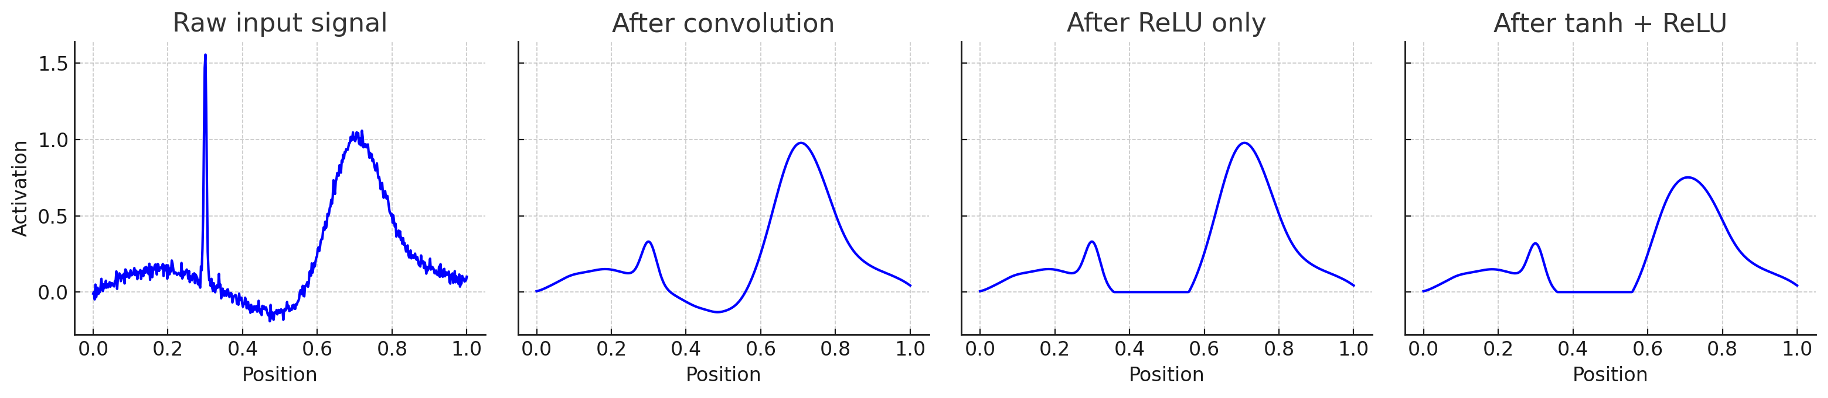 Raw input signal
After convolution
After ReLU only
After tanh + ReLU
Activation
1.5
1.0
0.5
0.0
0.0 0.2 0.4 0.6 0.8 1.0
0.0 0.2 0.4 0.6 0.8 1.0
0.0 0.2 0.4 0.6 0.8 1.0
0.0 0.2 0.4 0.6 0.8 1.0
Position
Position
Position
Position